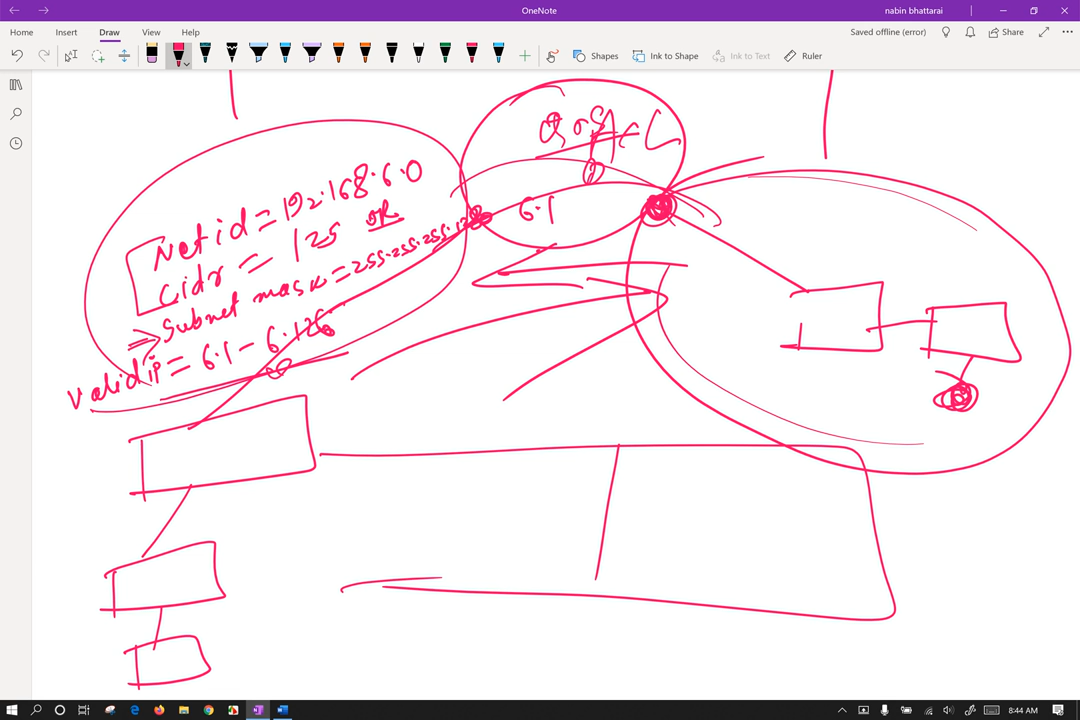 OneNote
nabin bhattarai
Home Insert Draw View Help
Saved offline (error) Share
Shapes Ink to Shape Ink to Text Ruler
Net id = 192.168.6.0
Cidr = 125 OR
=> Subnet mask = 255.255.255.128
Valid ip = 6.1 - 6.126
6.1
8:44 AM